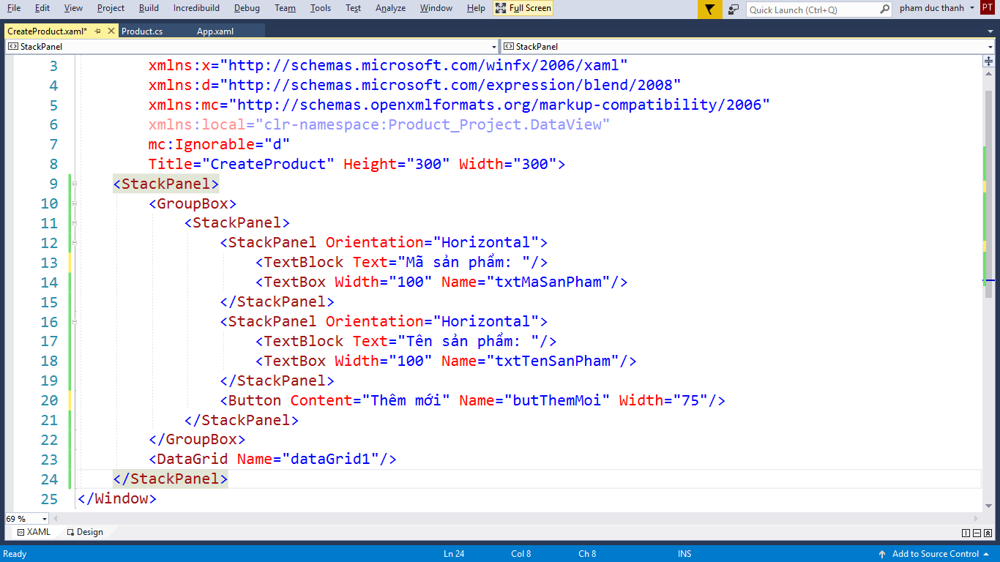 File Edit View Project Build Incredibuild Debug Team Tools Test Analyze Window Help Full Screen Quick Launch (Ctrl+Q) pham duc thanh PT
CreateProduct.xaml* Product.cs App.xaml
StackPanel StackPanel
3 xmlns:x="http://schemas.microsoft.com/winfx/2006/xaml"
4 xmlns:d="http://schemas.microsoft.com/expression/blend/2008"
5 xmlns:mc="http://schemas.openxmlformats.org/markup-compatibility/2006"
6 xmlns:local="clr-namespace:Product_Project.DataView"
7 mc:Ignorable="d"
8 Title="CreateProduct" Height="300" Width="300">
9 <StackPanel>
10 <GroupBox>
11 <StackPanel>
12 <StackPanel Orientation="Horizontal">
13 <TextBlock Text="Mã sản phẩm: "/>
14 <TextBox Width="100" Name="txtMaSanPham"/>
15 </StackPanel>
16 <StackPanel Orientation="Horizontal">
17 <TextBlock Text="Tên sản phẩm: "/>
18 <TextBox Width="100" Name="txtTenSanPham"/>
19 </StackPanel>
20 <Button Content="Thêm mới" Name="butThemMoi" Width="75"/>
21 </StackPanel>
22 </GroupBox>
23 <DataGrid Name="dataGrid1"/>
24 </StackPanel>
25 </Window>
69 %
XAML Design
Ready Ln 24 Col 8 Ch 8 INS Add to Source Control